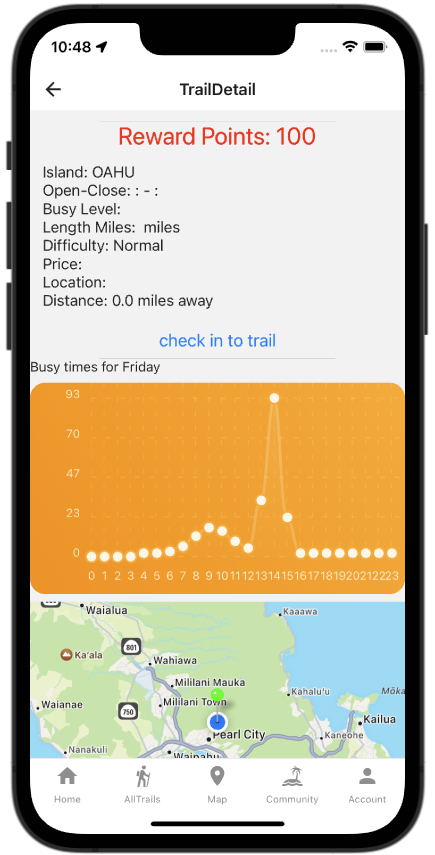 10:48
TrailDetail
Reward Points: 100
Island: OAHU
Open-Close: : - :
Busy Level:
Length Miles:  miles
Difficulty: Normal
Price:
Location:
Distance: 0.0 miles away
check in to trail
Busy times for Friday
93
70
47
23
0
0 1 2 3 4 5 6 7 8 9 10 11 12 13 14 15 16 17 18 19 20 21 22 23
Waialua
Kaaawa
801
Ka'ala
Wahiawa
Mililani Mauka
Kahalu'u
Mililani Town
Waianae
750
Kailua
Pearl City
Kaneohe
Nanakuli
Waipahu
Home
AllTrails
Map
Community
Account